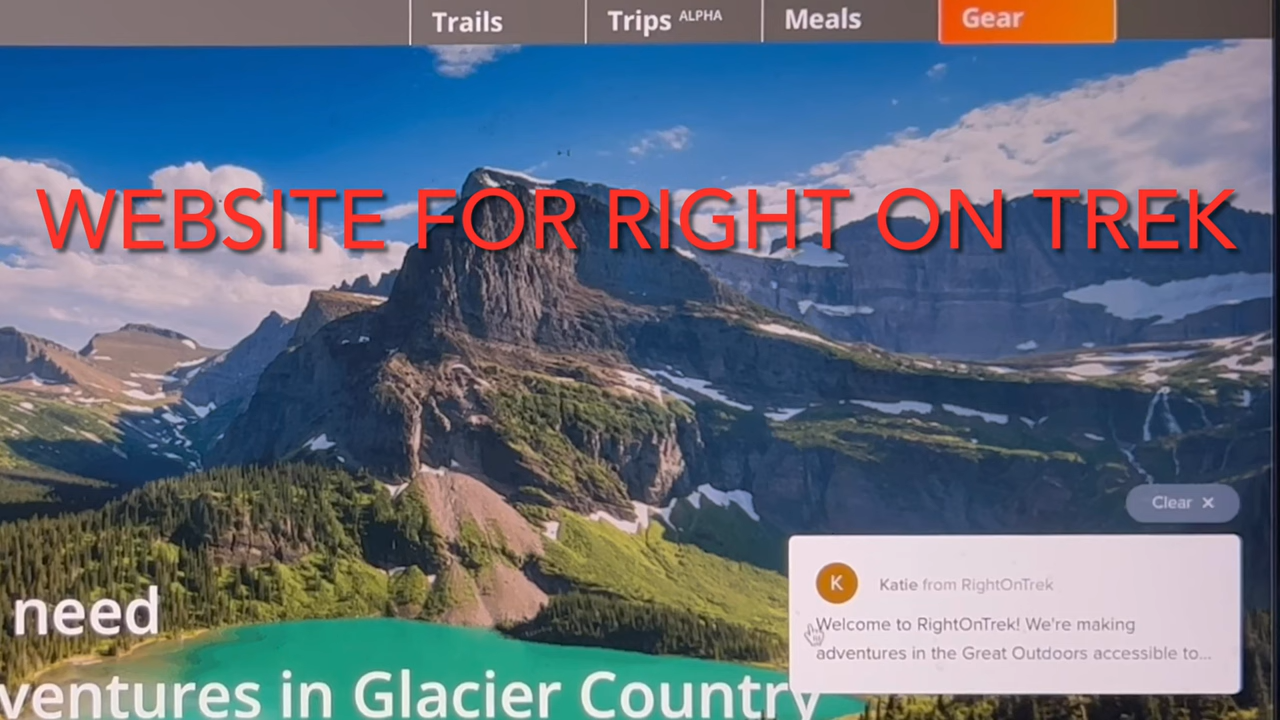 Trails
Trips ALPHA
Meals
Gear
WEBSITE FOR RIGHT ON TREK
Clear ×
K
Katie from RightOnTrek
Welcome to RightOnTrek! We're making
adventures in the Great Outdoors accessible to...
need
ventures in Glacier Country